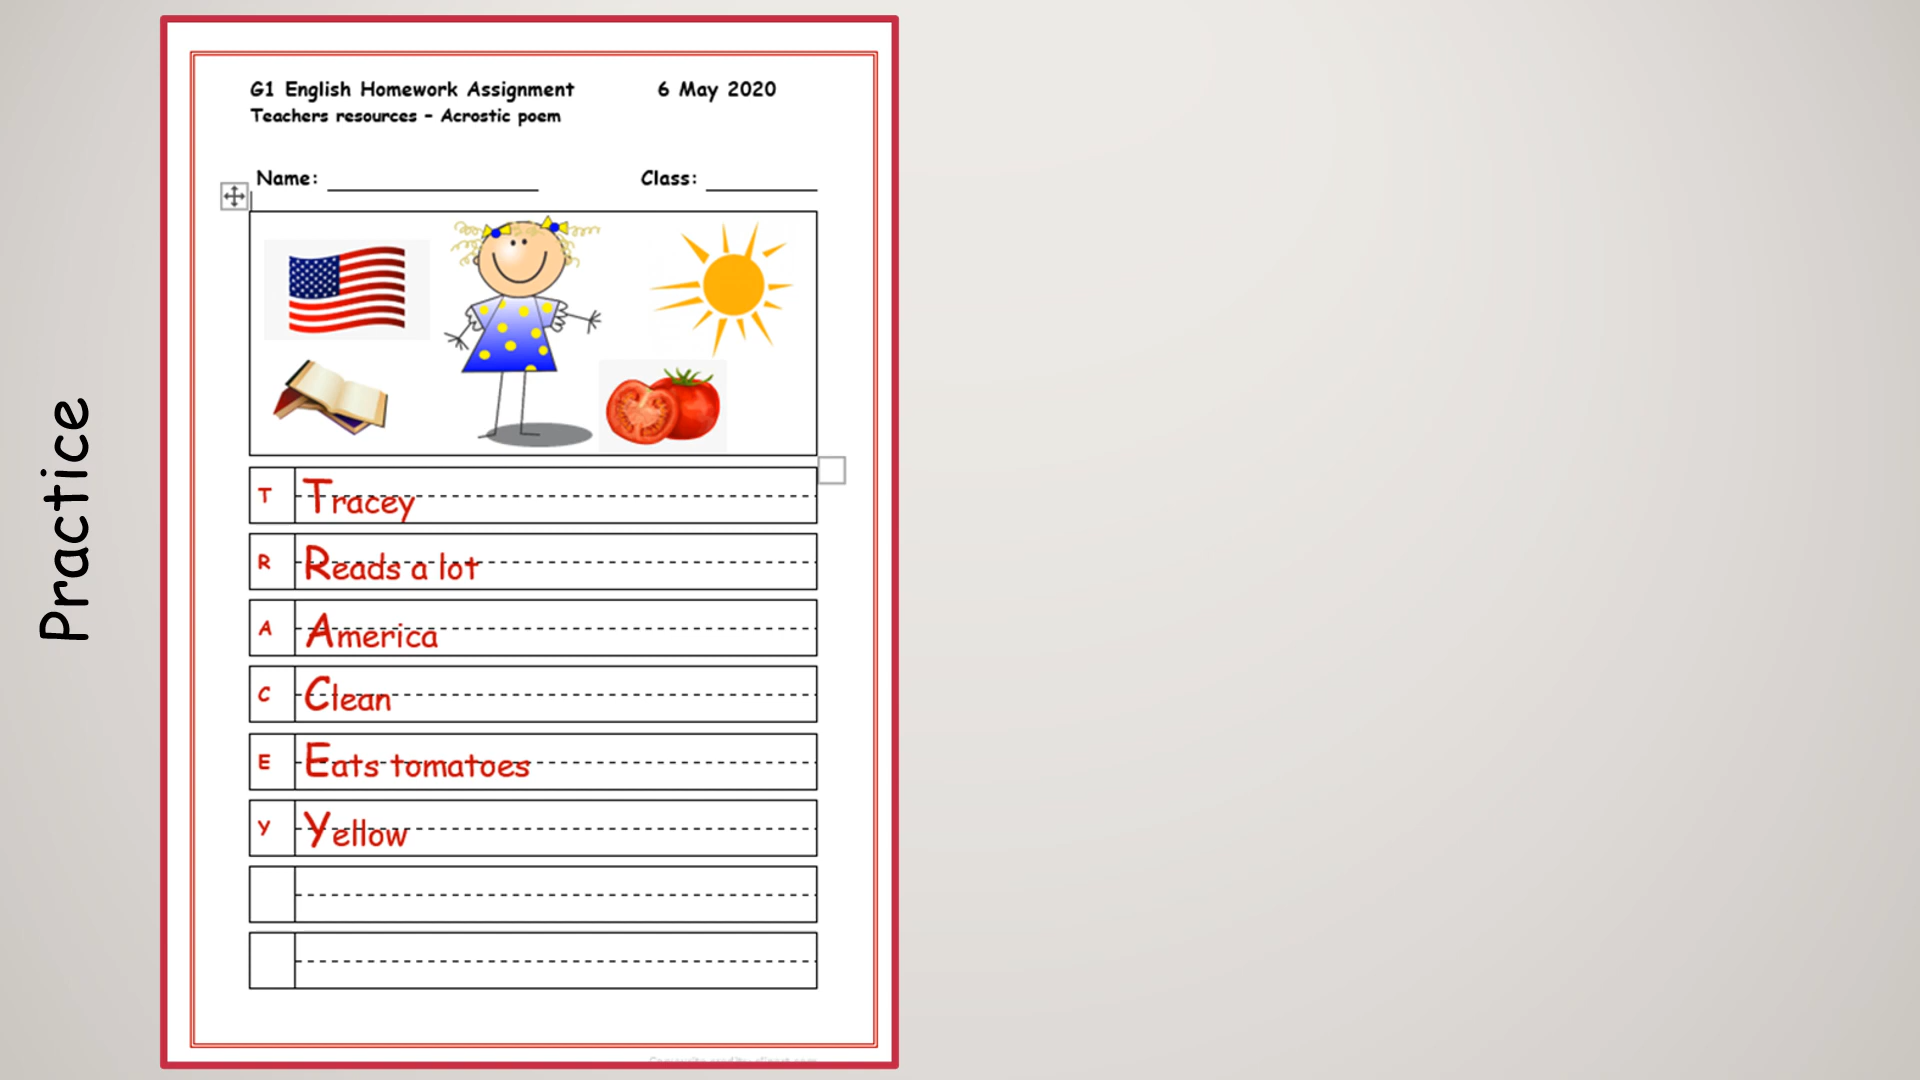 Practice
G1 English Homework Assignment 6 May 2020
Teachers resources – Acrostic poem
Name: Class:
T Tracey
R Reads a lot
A America
C Clean
E Eats tomatoes
Y Yellow